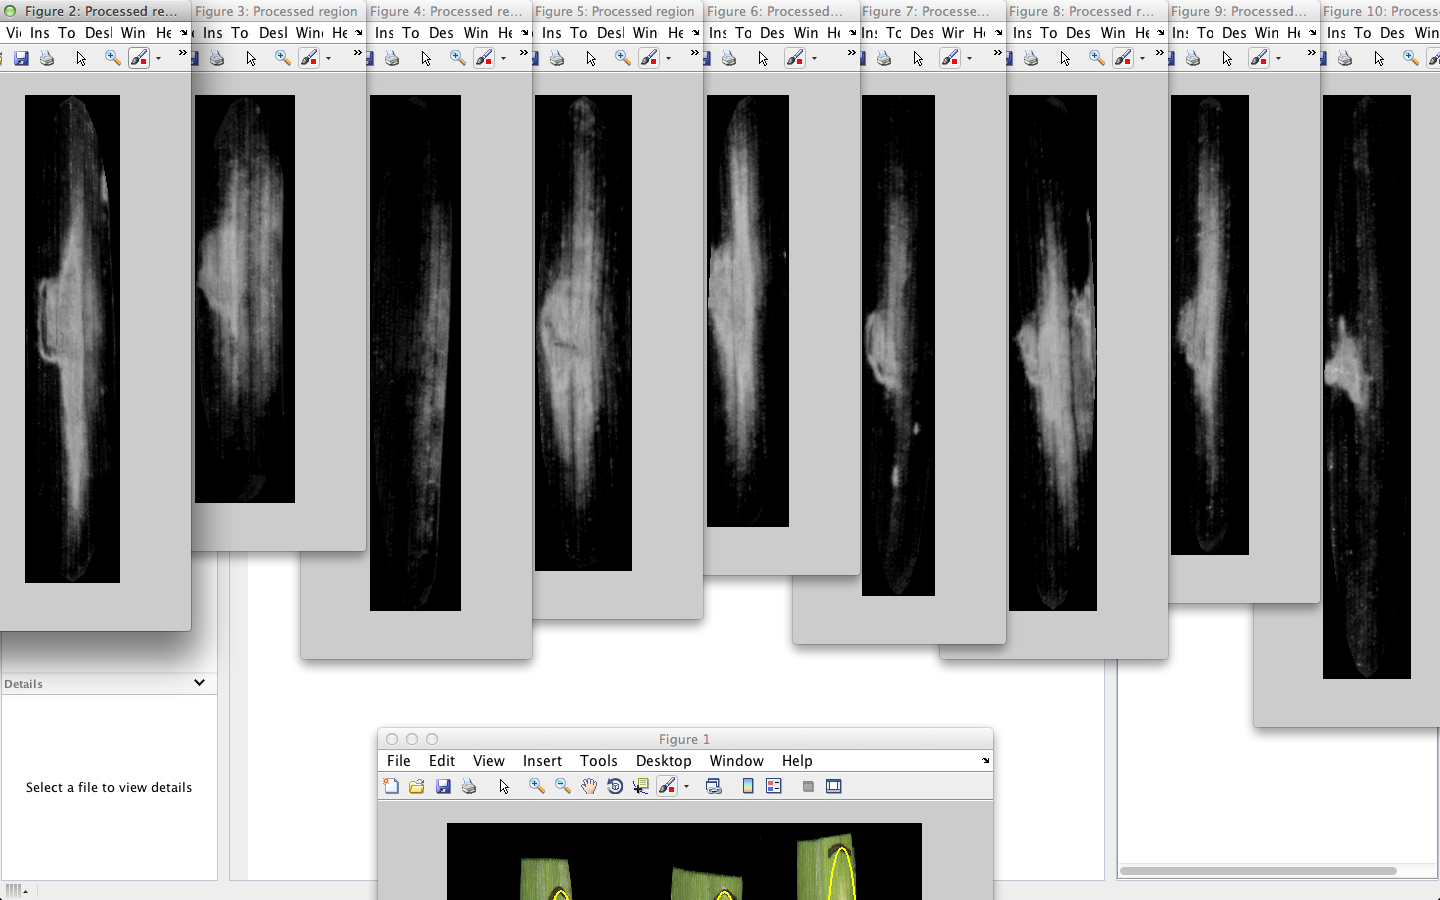 Figure 2: Processed re...
Figure 3: Processed region
Figure 4: Processed re...
Figure 5: Processed region
Figure 6: Processed...
Figure 7: Processe...
Figure 8: Processed r...
Figure 9: Processed...
Figure 10: Process
Vi Ins To Desl Win He
Ins To Desl Wind He
Ins To Des Win He
Ins To Desl Win He
Ins To Des Win He
Ins To Des Win He
Ins To Des Win He
Ins To Desl Win He
Ins To Des Win
Details
Select a file to view details
Figure 1
File Edit View Insert Tools Desktop Window Help